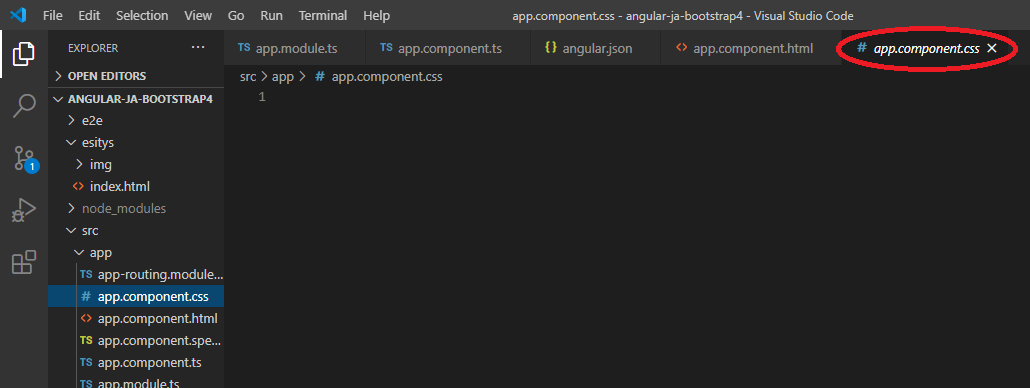 File Edit Selection View Go Run Terminal Help app.component.css - angular-ja-bootstrap4 - Visual Studio Code
EXPLORER ···
TS app.module.ts TS app.component.ts {} angular.json <> app.component.html # app.component.css ×
> OPEN EDITORS
src > app > # app.component.css
ANGULAR-JA-BOOTSTRAP4
1
> e2e
esitys
> img
<> index.html
1
> node_modules
src
app
TS app-routing.module...
# app.component.css
<> app.component.html
TS app.component.spe...
TS app.component.ts
TS app.module.ts